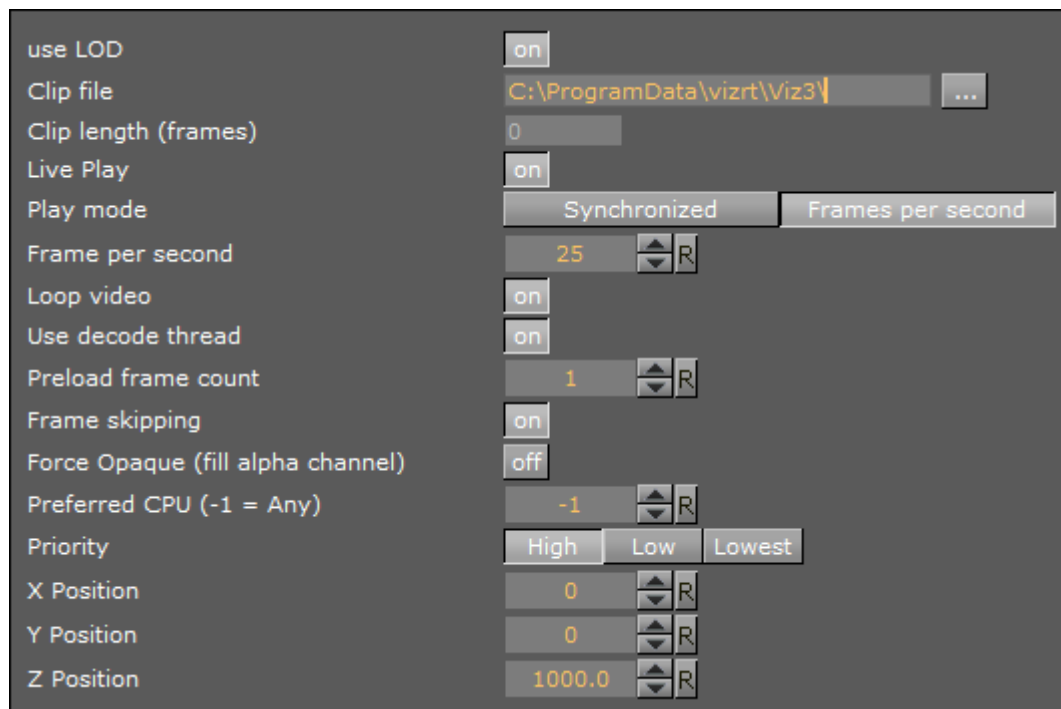 use LOD on
Clip file C:\ProgramData\vizrt\Viz3\ ...
Clip length (frames) 0
Live Play on
Play mode Synchronized Frames per second
Frame per second 25 R
Loop video on
Use decode thread on
Preload frame count 1 R
Frame skipping on
Force Opaque (fill alpha channel) off
Preferred CPU (-1 = Any) -1 R
Priority High Low Lowest
X Position 0 R
Y Position 0 R
Z Position 1000.0 R